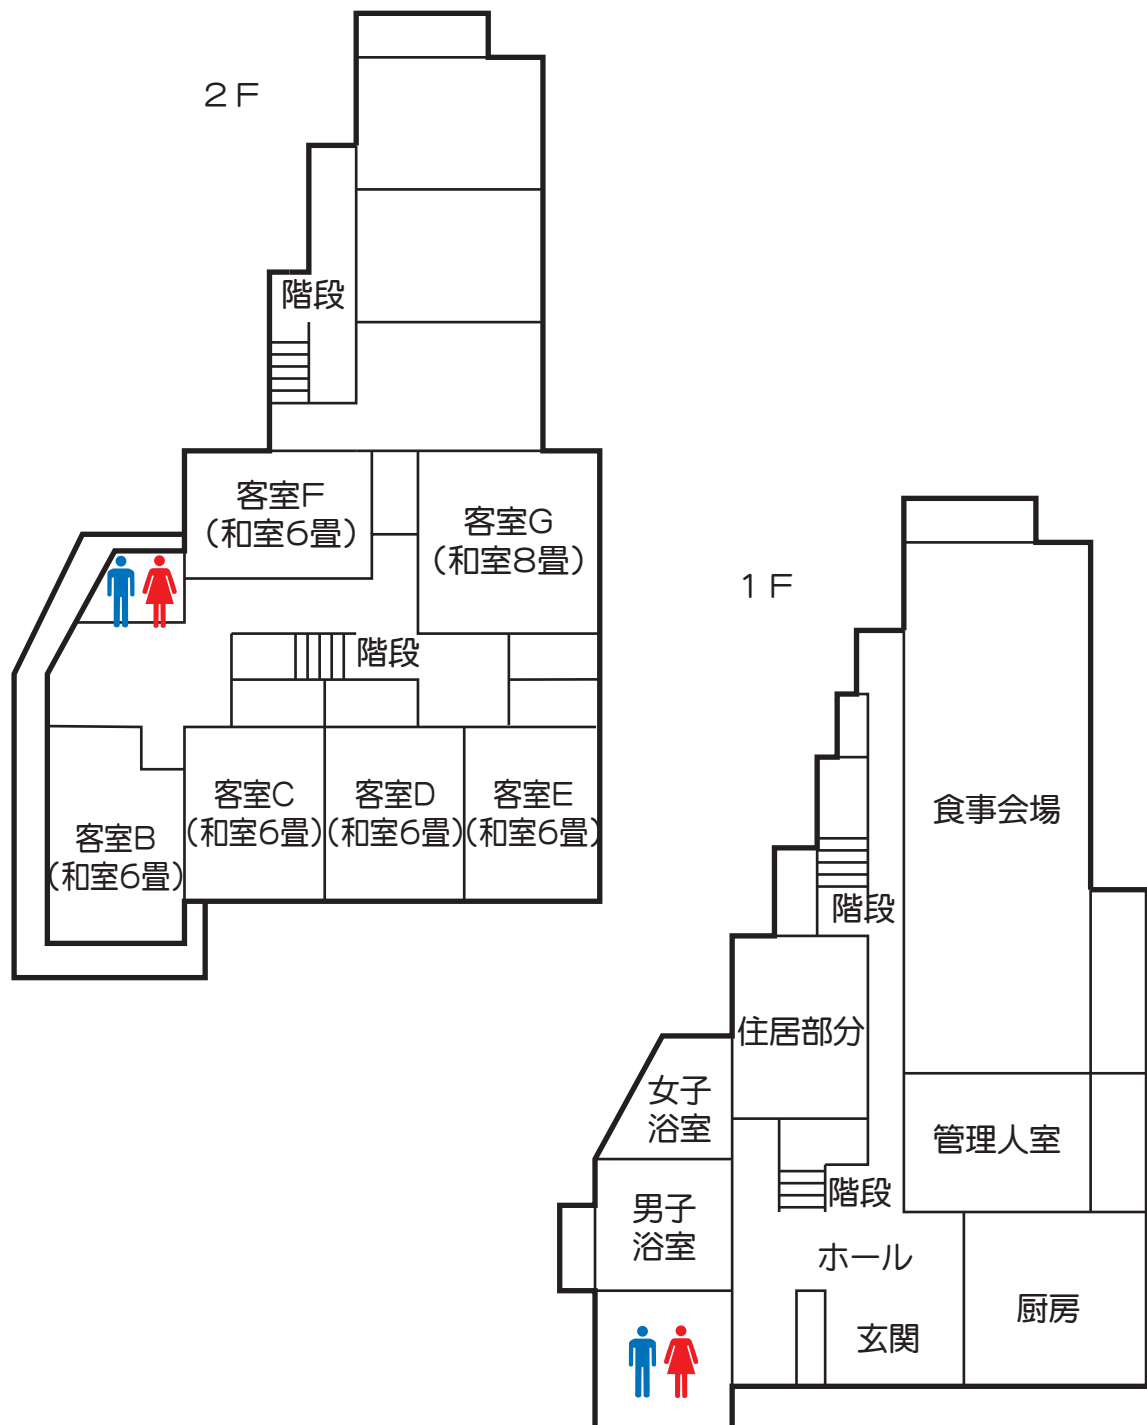 ２Ｆ
階段
客室F
（和室6畳）
客室G
（和室8畳）
階段
客室B
（和室6畳）
客室C
（和室6畳）
客室D
（和室6畳）
客室E
（和室6畳）
１Ｆ
食事会場
階段
住居部分
女子
浴室
管理人室
男子
浴室
階段
ホール
玄関
厨房